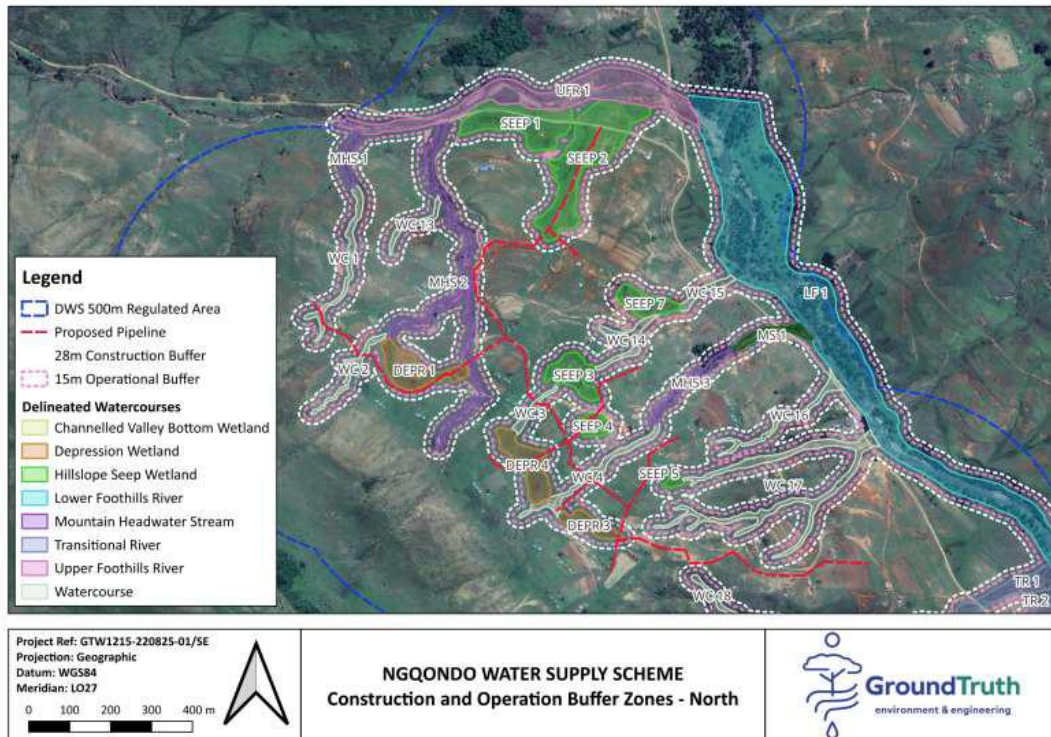 UFR 1
SEEP 1
MHS 1
SEEP 2
WC 13
WC 1
MHS 2
WC 15
LF 1
SEEP 7
MS 1
WC 14
WC 2
DEPR 1
SEEP 3
MHS 3
WC 3
WC 16
SEEP 4
DEPR 4
WC 4
SEEP 5
WC 17
DEPR 3
TR 1
WC 18
TR 2
Legend
DWS 500m Regulated Area
Proposed Pipeline
28m Construction Buffer
15m Operational Buffer
Delineated Watercourses
Channelled Valley Bottom Wetland
Depression Wetland
Hillslope Seep Wetland
Lower Foothills River
Mountain Headwater Stream
Transitional River
Upper Foothills River
Watercourse
Project Ref: GTW1215-220825-01/SE
Projection: Geographic
Datum: WGS84
Meridian: LO27
0 100 200 300 400 m
NGQONDO WATER SUPPLY SCHEME
Construction and Operation Buffer Zones - North
GroundTruth
environment & engineering